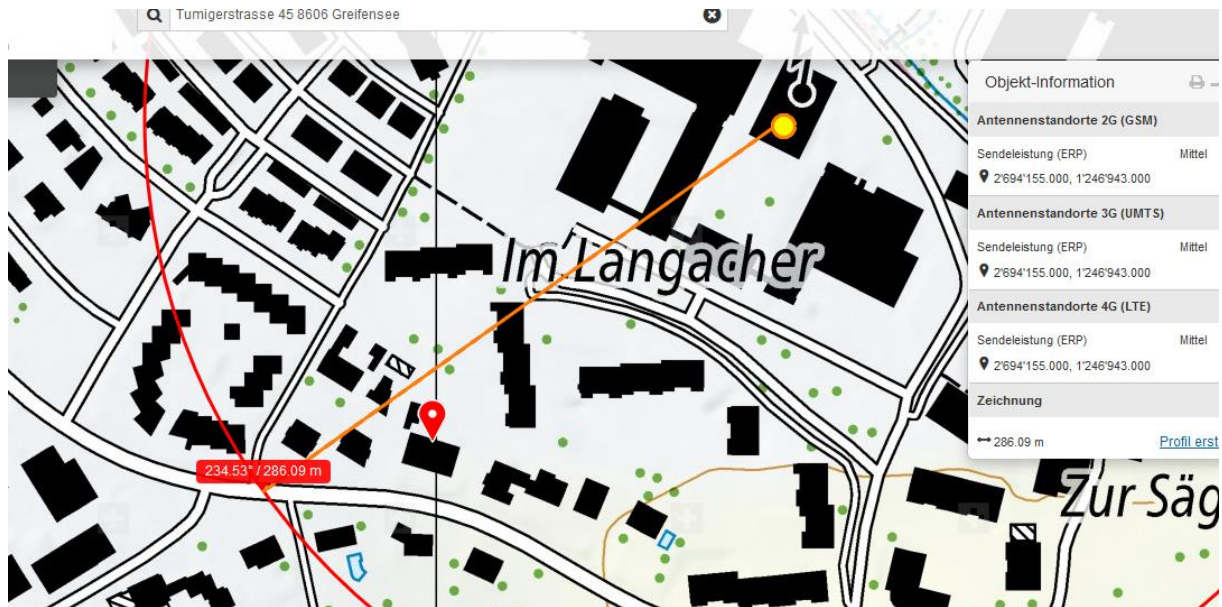 Tumigerstrasse 45 8606 Greifensee
Objekt-Information
Antennenstandorte 2G (GSM)
Sendeleistung (ERP) Mittel
2'694'155.000, 1'246'943.000
Antennenstandorte 3G (UMTS)
Sendeleistung (ERP) Mittel
2'694'155.000, 1'246'943.000
Antennenstandorte 4G (LTE)
Sendeleistung (ERP) Mittel
2'694'155.000, 1'246'943.000
Zeichnung
286.09 m Profil erst
Im Langacher
234.53° / 286.09 m
Zur Säg